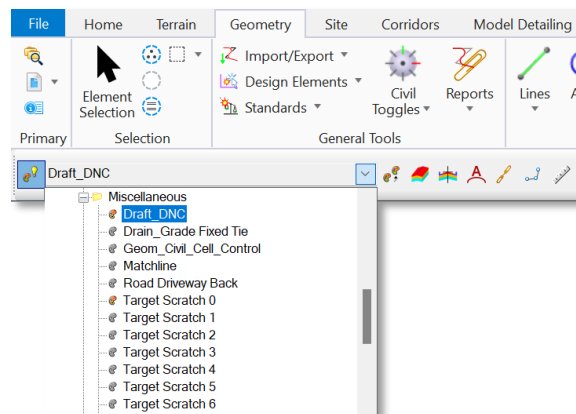 File Home Terrain Geometry Site Corridors Model Detailing
Import/Export
Design Elements
Standards
Element Selection
Civil Toggles
Reports
Lines
Primary Selection General Tools
Draft_DNC
Miscellaneous
Draft_DNC
Drain_Grade Fixed Tie
Geom_Civil_Cell_Control
Matchline
Road Driveway Back
Target Scratch 0
Target Scratch 1
Target Scratch 2
Target Scratch 3
Target Scratch 4
Target Scratch 5
Target Scratch 6